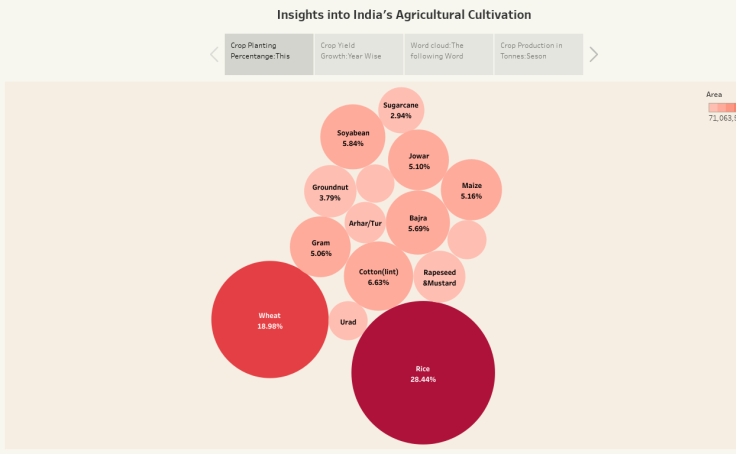 Insights into India's Agricultural Cultivation
Crop Planting
Percentange:This
Crop Yield
Growth:Year Wise
Word cloud:The
following Word
Crop Production in
Tonnes:Seson
Area
71,063,
Sugarcane
2.94%
Soyabean
5.84%
Jowar
5.10%
Groundnut
3.79%
Maize
5.16%
Arhar/Tur
Bajra
5.69%
Gram
5.06%
Cotton(lint)
6.63%
Rapeseed
&Mustard
Wheat
18.98%
Urad
Rice
28.44%